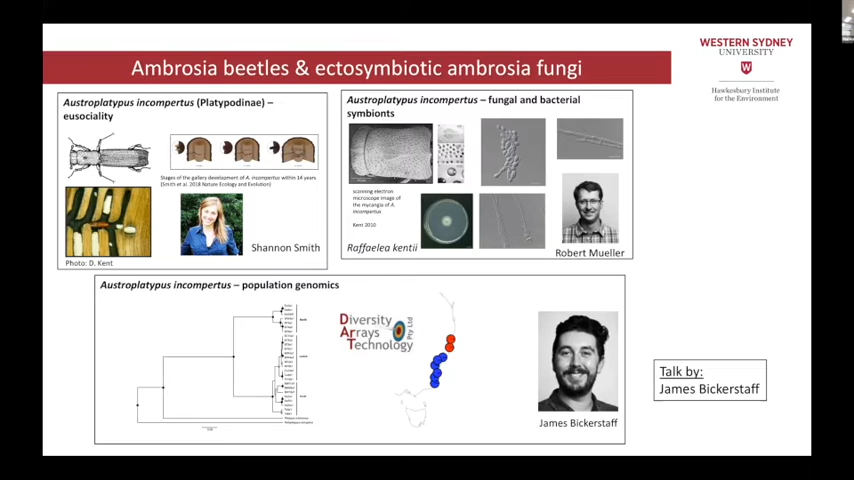 WESTERN SYDNEY
UNIVERSITY
W
Hawkesbury Institute
for the Environment
Ambrosia beetles & ectosymbiotic ambrosia fungi
Austroplatypus incompertus (Platypodinae) –
eusociality
Stages of the gallery development of A. incompertus within 14 years
(Smith et al. 2018 Nature Ecology and Evolution)
Shannon Smith
Photo: D. Kent
Austroplatypus incompertus – fungal and bacterial
symbionts
scanning electron
microscope image of
the mycangia of A.
incompertus
Kent 2010
Raffaelea kentii
Robert Mueller
Austroplatypus incompertus – population genomics
Diversity
Arrays
Technology
Pty Ltd
James Bickerstaff
Talk by:
James Bickerstaff